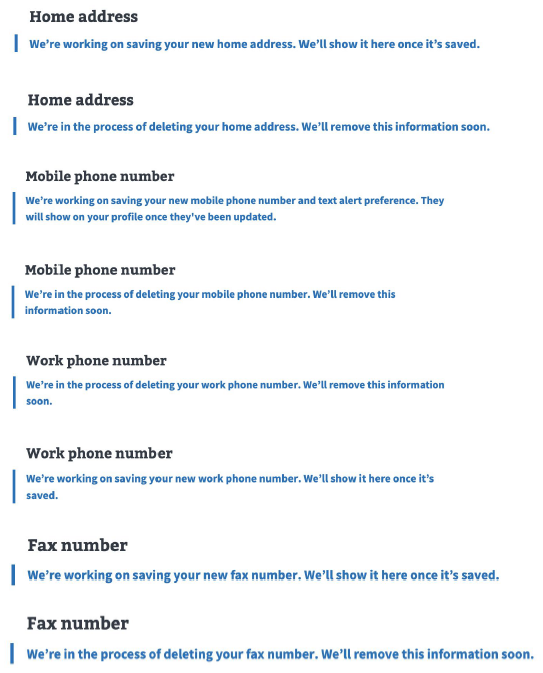 Home address
We’re working on saving your new home address. We’ll show it here once it’s saved.
Home address
We’re in the process of deleting your home address. We’ll remove this information soon.
Mobile phone number
We’re working on saving your new mobile phone number and text alert preference. They
will show on your profile once they’ve been updated.
Mobile phone number
We’re in the process of deleting your mobile phone number. We’ll remove this
information soon.
Work phone number
We’re in the process of deleting your work phone number. We’ll remove this information
soon.
Work phone number
We’re working on saving your new work phone number. We’ll show it here once it’s
saved.
Fax number
We’re working on saving your new fax number. We’ll show it here once it’s saved.
Fax number
We’re in the process of deleting your fax number. We’ll remove this information soon.